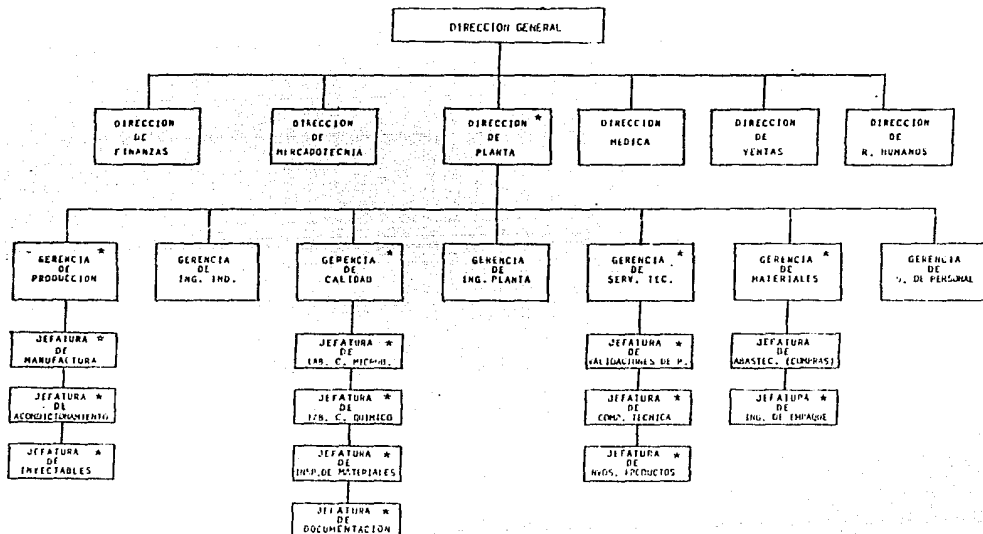 DIRECCION GENERAL
DIRECCION
DE
FINANZAS
DIRECCION
DE
MERCADOTECNIA
DIRECCION *
DE
PLANTA
DIRECCION
MEDICA
DIRECCION
DE
VENTAS
DIRECCION
DE
R. HUMANOS
GERENCIA *
DE
PRODUCCION
GERENCIA
DE
ING. IND.
GERENCIA *
DE
CALIDAD
GERENCIA
DE
ING. PLANTA
GERENCIA *
DE
SERV. TEC.
GERENCIA *
DE
MATERIALES
GERENCIA
DE
DE PERSONAL
JEFATURA *
DE
MANUFACTURA
JEFATURA *
DE
ACONDICIONAMIENTO
JEFATURA *
DE
INYECTABLES
JEFATURA *
DE
LAB. C. MICROB.
JEFATURA *
DE
LAB. C. QUIMICO
JEFATURA *
DE
INSP. DE MATERIALES
JEFATURA *
DE
DOCUMENTACION
JEFATURA *
DE
VALIDACIONES DE P.
JEFATURA *
DE
COMP. TECNICA
JEFATURA *
DE
NVOS. PRODUCTOS
JEFATURA
DE
ABASTEC. (COMPRAS)
JEFATURA *
DE
ING. DE EMPAQUE